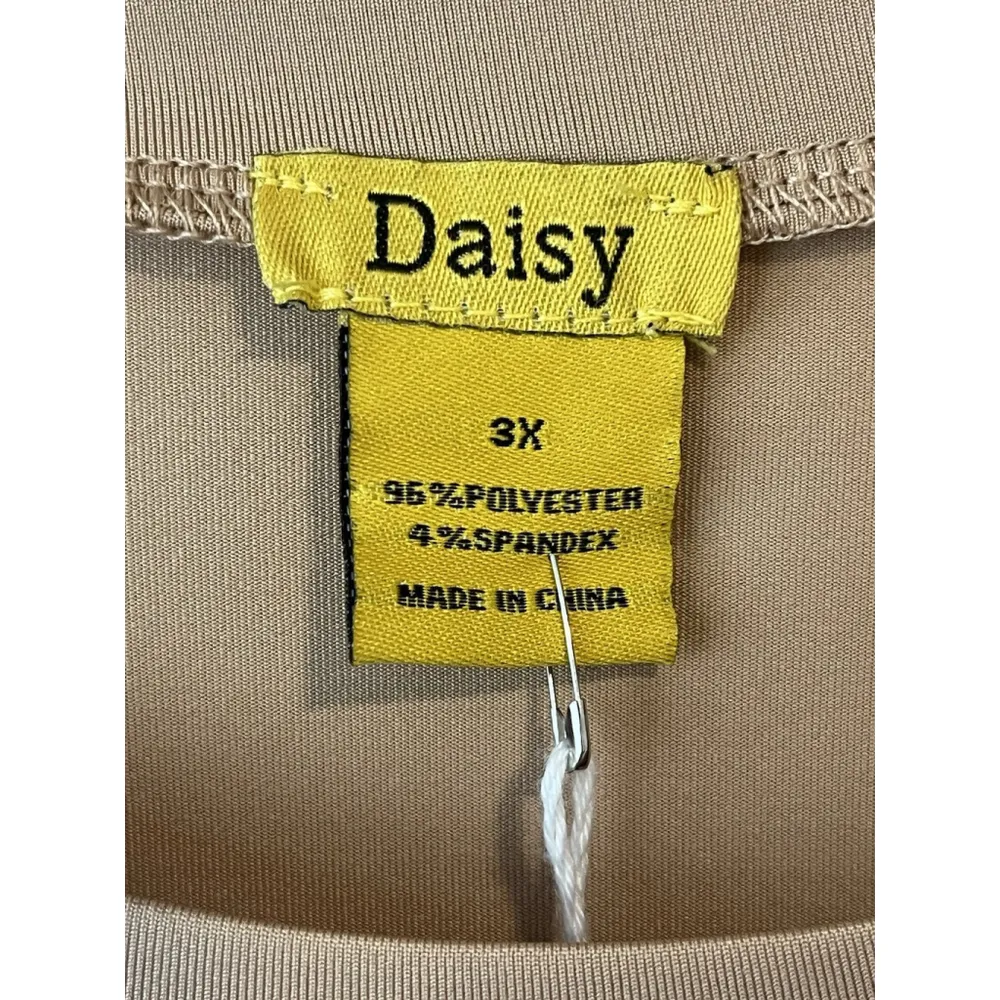 Daisy
3X
96%POLYESTER
4%SPANDEX
MADE IN CHINA